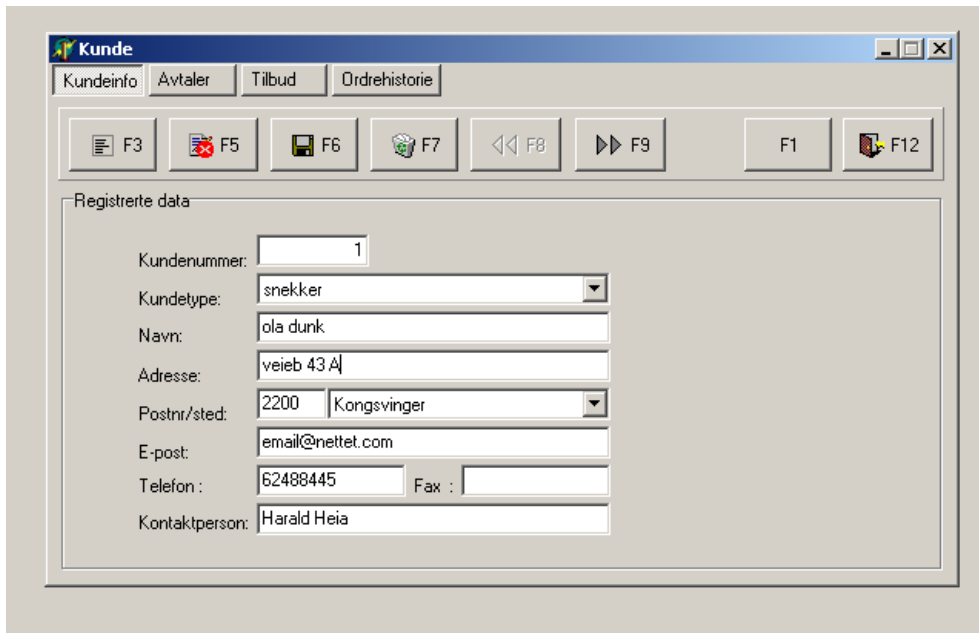 Kunde
Kundeinfo Avtaler Tilbud Ordrehistorie
F3 F5 F6 F7 F8 F9 F1 F12
Registrerte data
Kundenummer: 1
Kundetype: snekker
Navn: ola dunk
Adresse: veieb 43 A
Postnr/sted: 2200 Kongsvinger
E-post: email@nettet.com
Telefon : 62488445 Fax :
Kontaktperson: Harald Heia